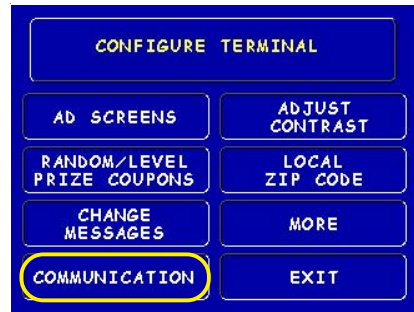 CONFIGURE TERMINAL
AD SCREENS
ADJUST
CONTRAST
RANDOM/LEVEL
PRIZE COUPONS
LOCAL
ZIP CODE
CHANGE
MESSAGES
MORE
COMMUNICATION
EXIT